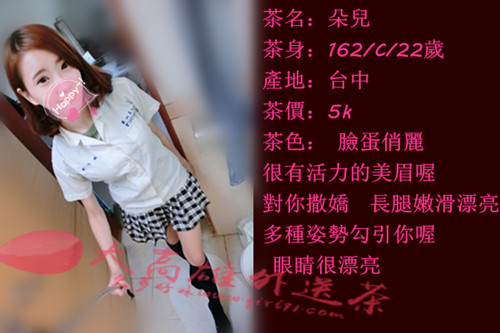 茶名：朵兒
茶身：162/C/22歲
產地：台中
茶價：5k
茶色： 臉蛋俏麗
很有活力的美眉喔
對你撒嬌 長腿嫩滑漂亮
多種姿勢勾引你喔
眼睛很漂亮
Happy
大高雄外送茶